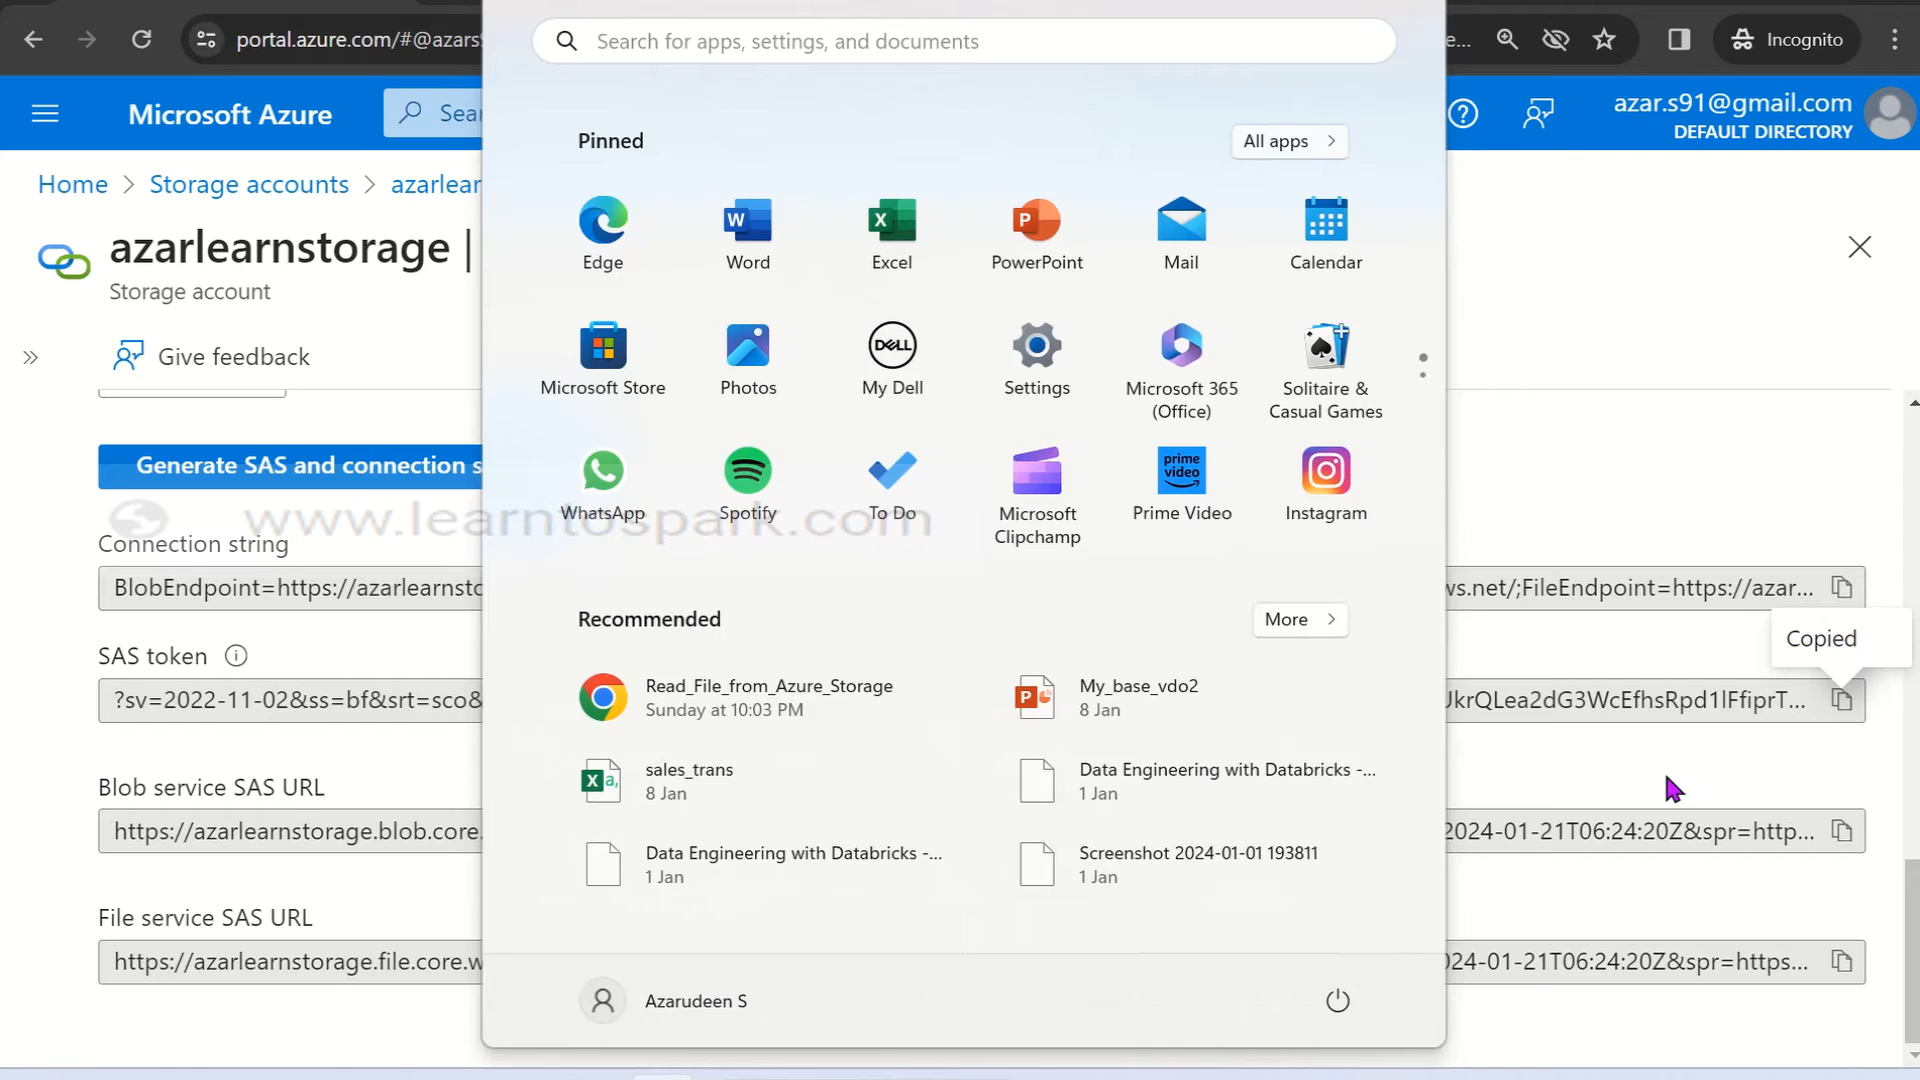 portal.azure.com/#@azars
Search for apps, settings, and documents
e...
Incognito
Microsoft Azure
Sear
azar.s91@gmail.com
DEFAULT DIRECTORY
Pinned
All apps
Home > Storage accounts > azarlear
azarlearnstorage |
Storage account
Give feedback
Edge
Word
Excel
PowerPoint
Mail
Calendar
Microsoft Store
Photos
DELL
My Dell
Settings
Microsoft 365
(Office)
Solitaire &
Casual Games
prime
video
WhatsApp
Spotify
To Do
Microsoft
Clipchamp
Prime Video
Instagram
Generate SAS and connection s
www.learntospark.com
Connection string
BlobEndpoint=https://azarlearnsto
ws.net/;FileEndpoint=https://azar...
Recommended
More
Copied
SAS token
?sv=2022-11-02&ss=bf&srt=sco&
JkrQLea2dG3WcEfhsRpd1lFfiprT...
Read_File_from_Azure_Storage
Sunday at 10:03 PM
My_base_vdo2
8 Jan
sales_trans
8 Jan
Data Engineering with Databricks -...
1 Jan
Blob service SAS URL
https://azarlearnstorage.blob.core.
2024-01-21T06:24:20Z&spr=http...
Data Engineering with Databricks -...
1 Jan
Screenshot 2024-01-01 193811
1 Jan
File service SAS URL
https://azarlearnstorage.file.core.w
024-01-21T06:24:20Z&spr=https...
Azarudeen S